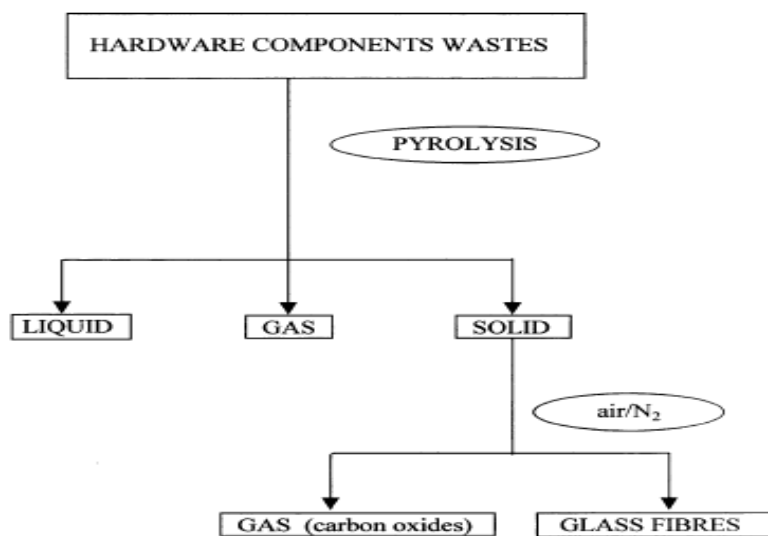 HARDWARE COMPONENTS WASTES
PYROLYSIS
LIQUID
GAS
SOLID
air/N₂
GAS (carbon oxides)
GLASS FIBRES